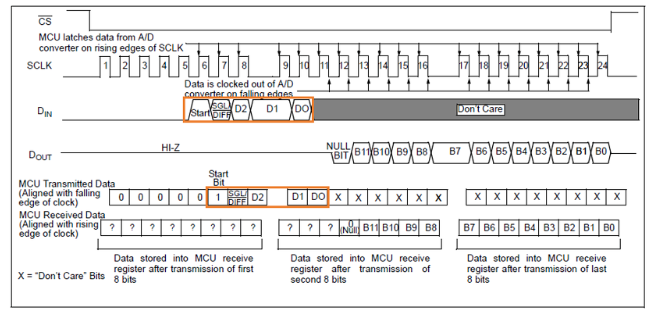 CS
MCU latches data from A/D
converter on rising edges of SCLK
SCLK 1 2 3 4 5 6 7 8 9 10 11 12 13 14 15 16 17 18 19 20 21 22 23 24
Data is clocked out of A/D
converter on falling edges
DIN Start SGL/DIFF D2 D1 DO Don't Care
DOUT HI-Z NULL BIT B11 B10 B9 B8 B7 B6 B5 B4 B3 B2 B1 B0
Start
Bit
MCU Transmitted Data
(Aligned with falling
edge of clock) 0 0 0 0 0 1 SGL/DIFF D2 D1 DO X X X X X X X X X X X X X X
MCU Received Data
(Aligned with rising
edge of clock) ? ? ? ? ? ? ? ? ? ? ? 0 (Null) B11 B10 B9 B8 B7 B6 B5 B4 B3 B2 B1 B0
X = "Don't Care" Bits
Data stored into MCU receive
register after transmission of first
8 bits
Data stored into MCU receive
register after transmission of
second 8 bits
Data stored into MCU receive
register after transmission of last
8 bits